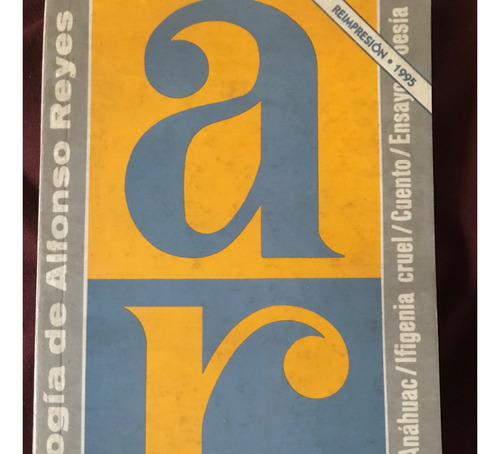 ogía de Alfonso Reyes
a
r
REIMPRESIÓN • 1995
Anáhuac/Ifigenia cruel/Cuento/Ensayo oesía